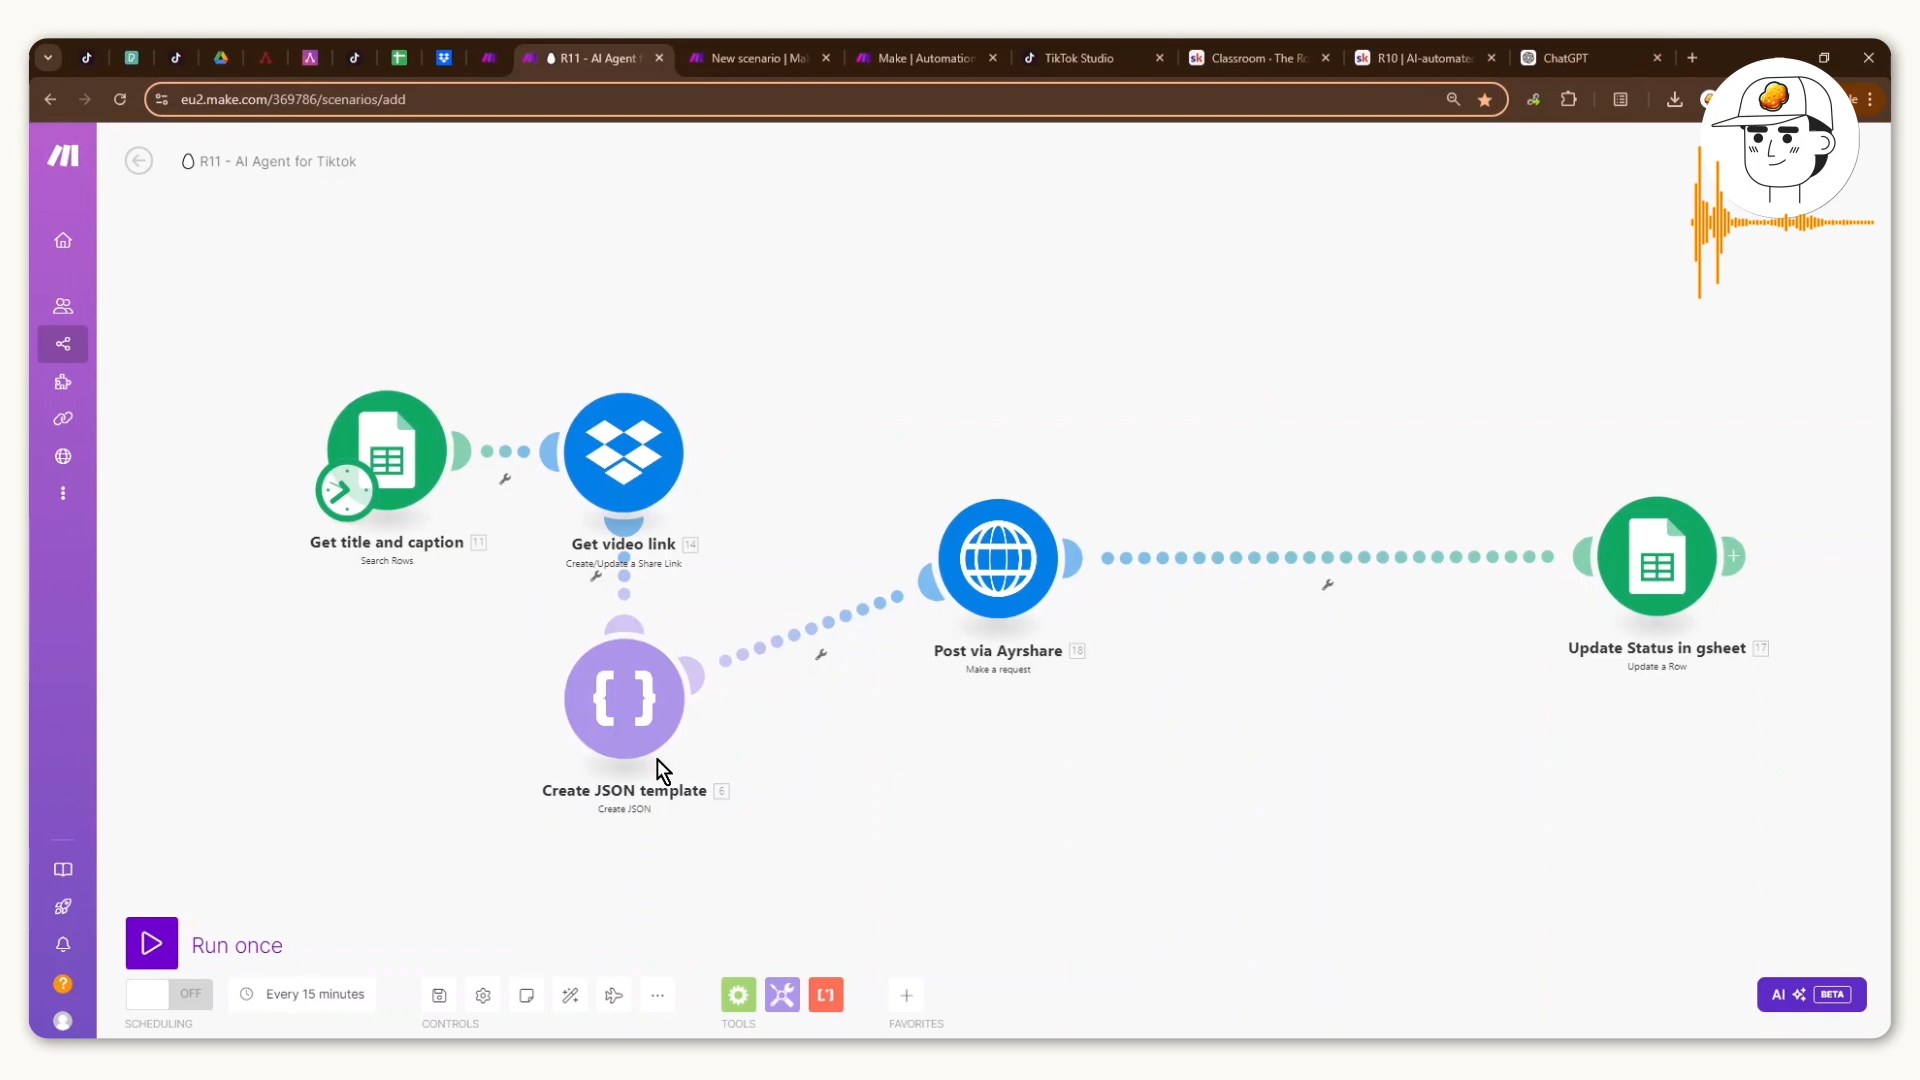 R11 - AI Agent f
New scenario | Ma
Make | Automation
TikTok Studio
Classroom - The Ro
R10 | AI-automate
ChatGPT
eu2.make.com/369786/scenarios/add
R11 - AI Agent for Tiktok
Get title and caption 11
Search Rows
Get video link 14
Create/Update a Share Link
Post via Ayrshare 18
Make a request
Update Status in gsheet 17
Update a Row
Create JSON template 6
Create JSON
Run once
OFF
Every 15 minutes
SCHEDULING
CONTROLS
TOOLS
FAVORITES
AI BETA